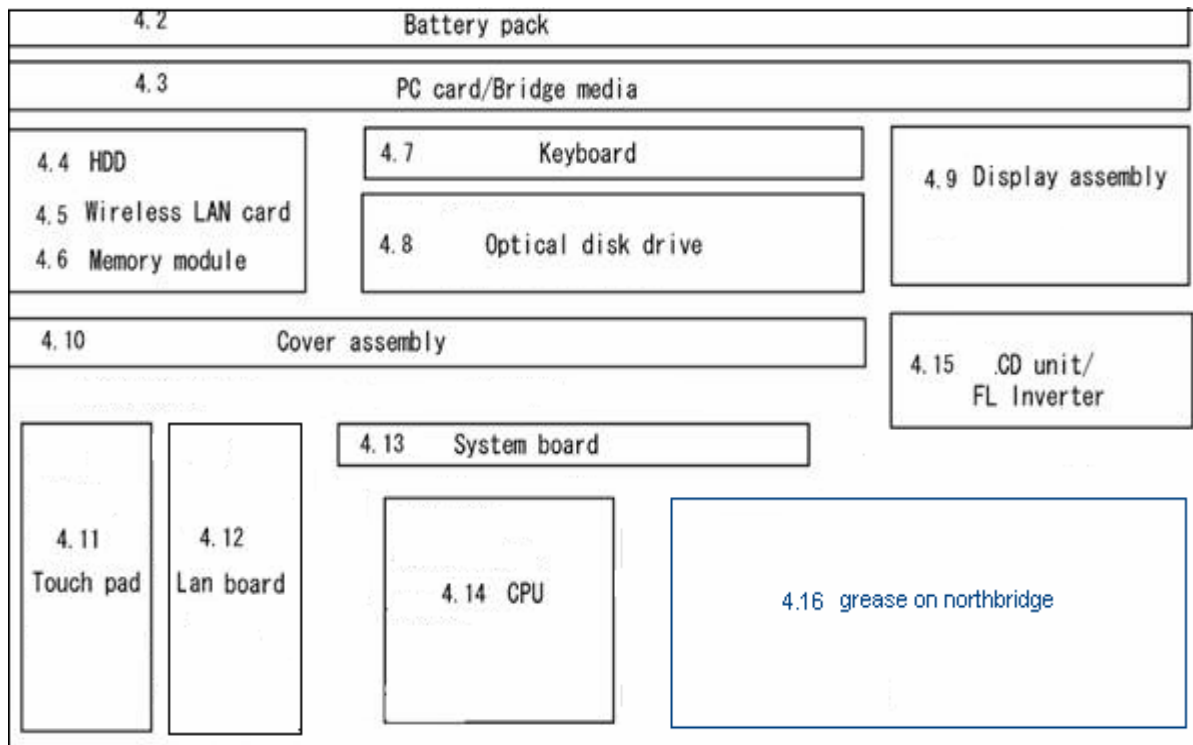 4.2 Battery pack
4.3 PC card/Bridge media
4.4 HDD
4.5 Wireless LAN card
4.6 Memory module
4.7 Keyboard
4.8 Optical disk drive
4.9 Display assembly
4.10 Cover assembly
4.15 .CD unit/
FL Inverter
4.11
Touch pad
4.12
Lan board
4.13 System board
4.14 CPU
4.16 grease on northbridge